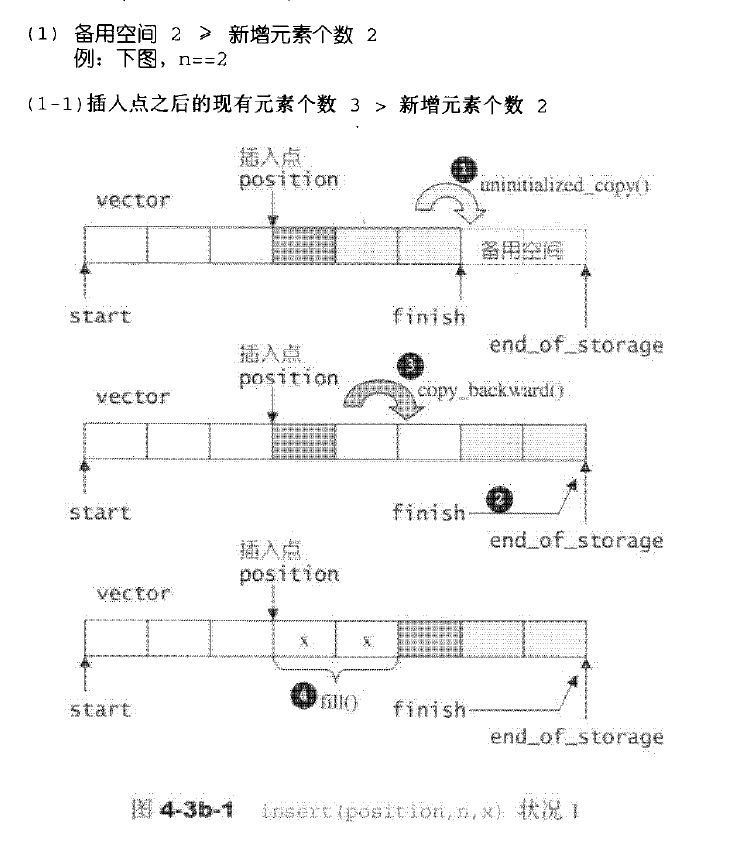 (1) 备用空间 2 ≥ 新增元素个数 2
例：下图，n==2
(1-1)插入点之后的现有元素个数 3 > 新增元素个数 2
插入点
position
1
uninitialized_copy()
vector
备用空间
start
finish
end_of_storage
插入点
position
3
copy_backward()
vector
start
finish
2
end_of_storage
插入点
position
vector
x
x
4
fill()
start
finish
end_of_storage
图 4-3b-1 insert(position,n,x) 状况 1